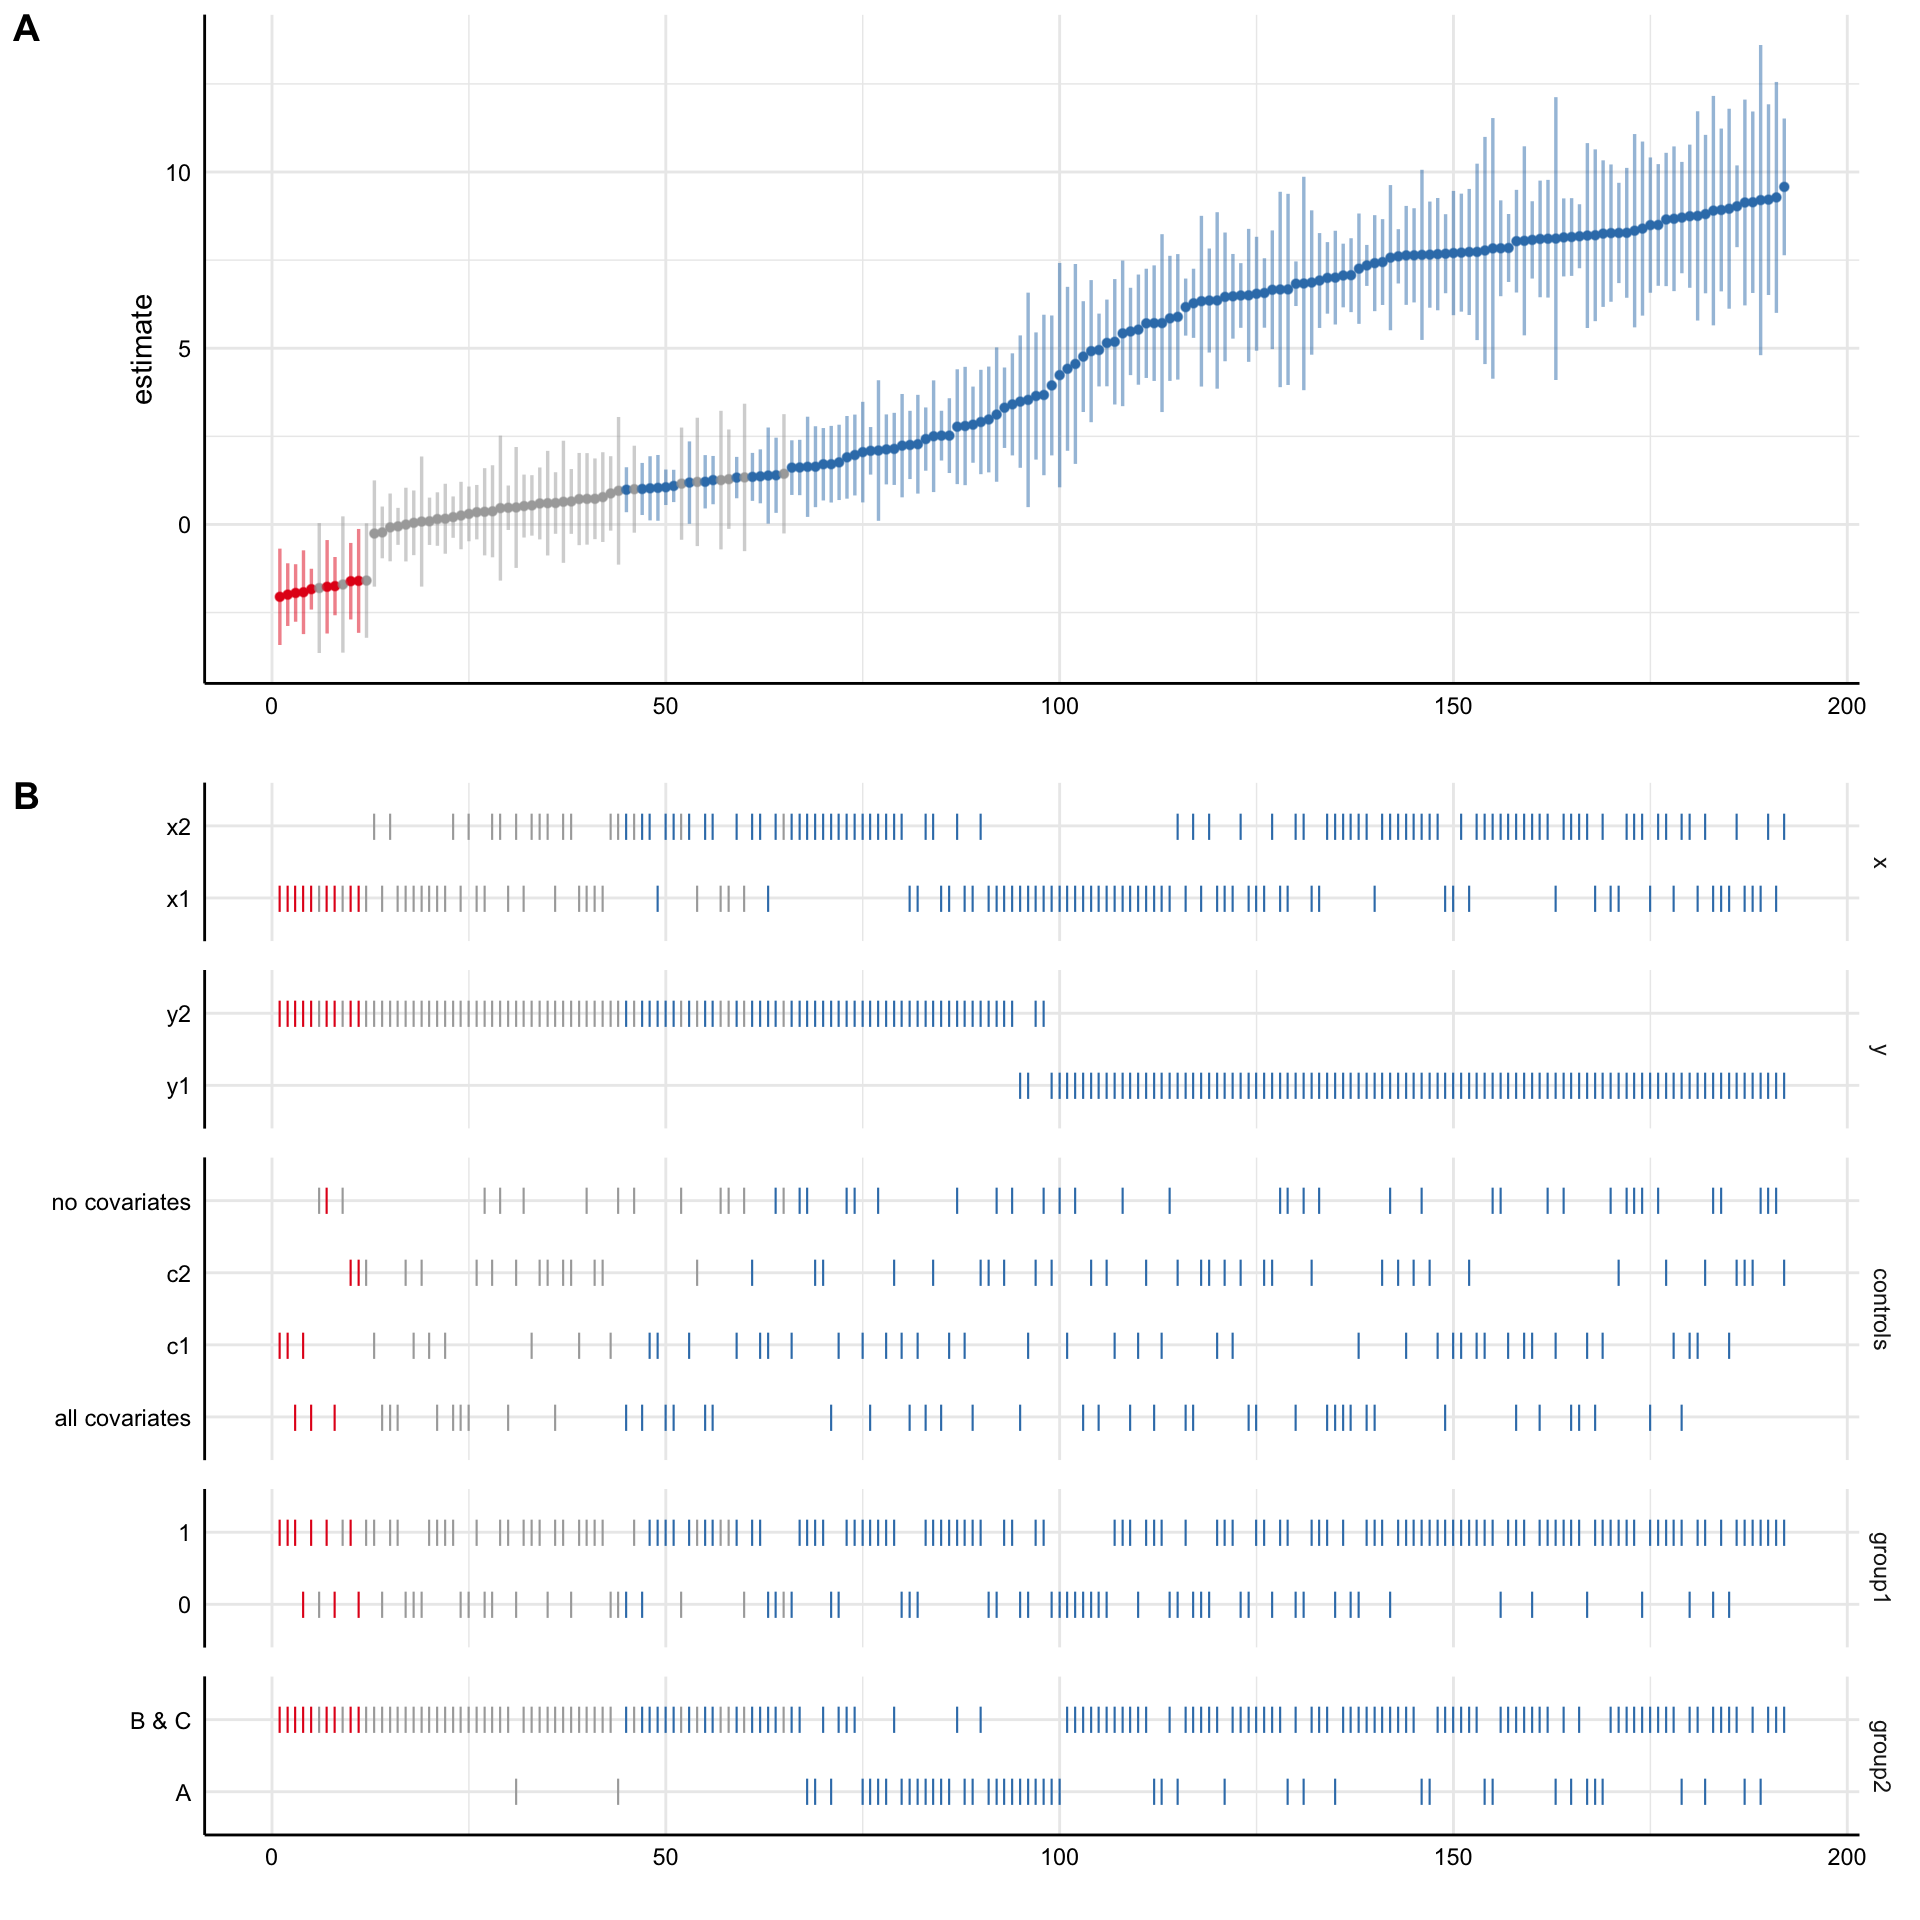 A
10
5
0
estimate
0 50 100 150 200
B
x2
x1
x
y2
y1
y
no covariates
c2
c1
all covariates
controls
1
0
group1
B & C
A
group2
0 50 100 150 200